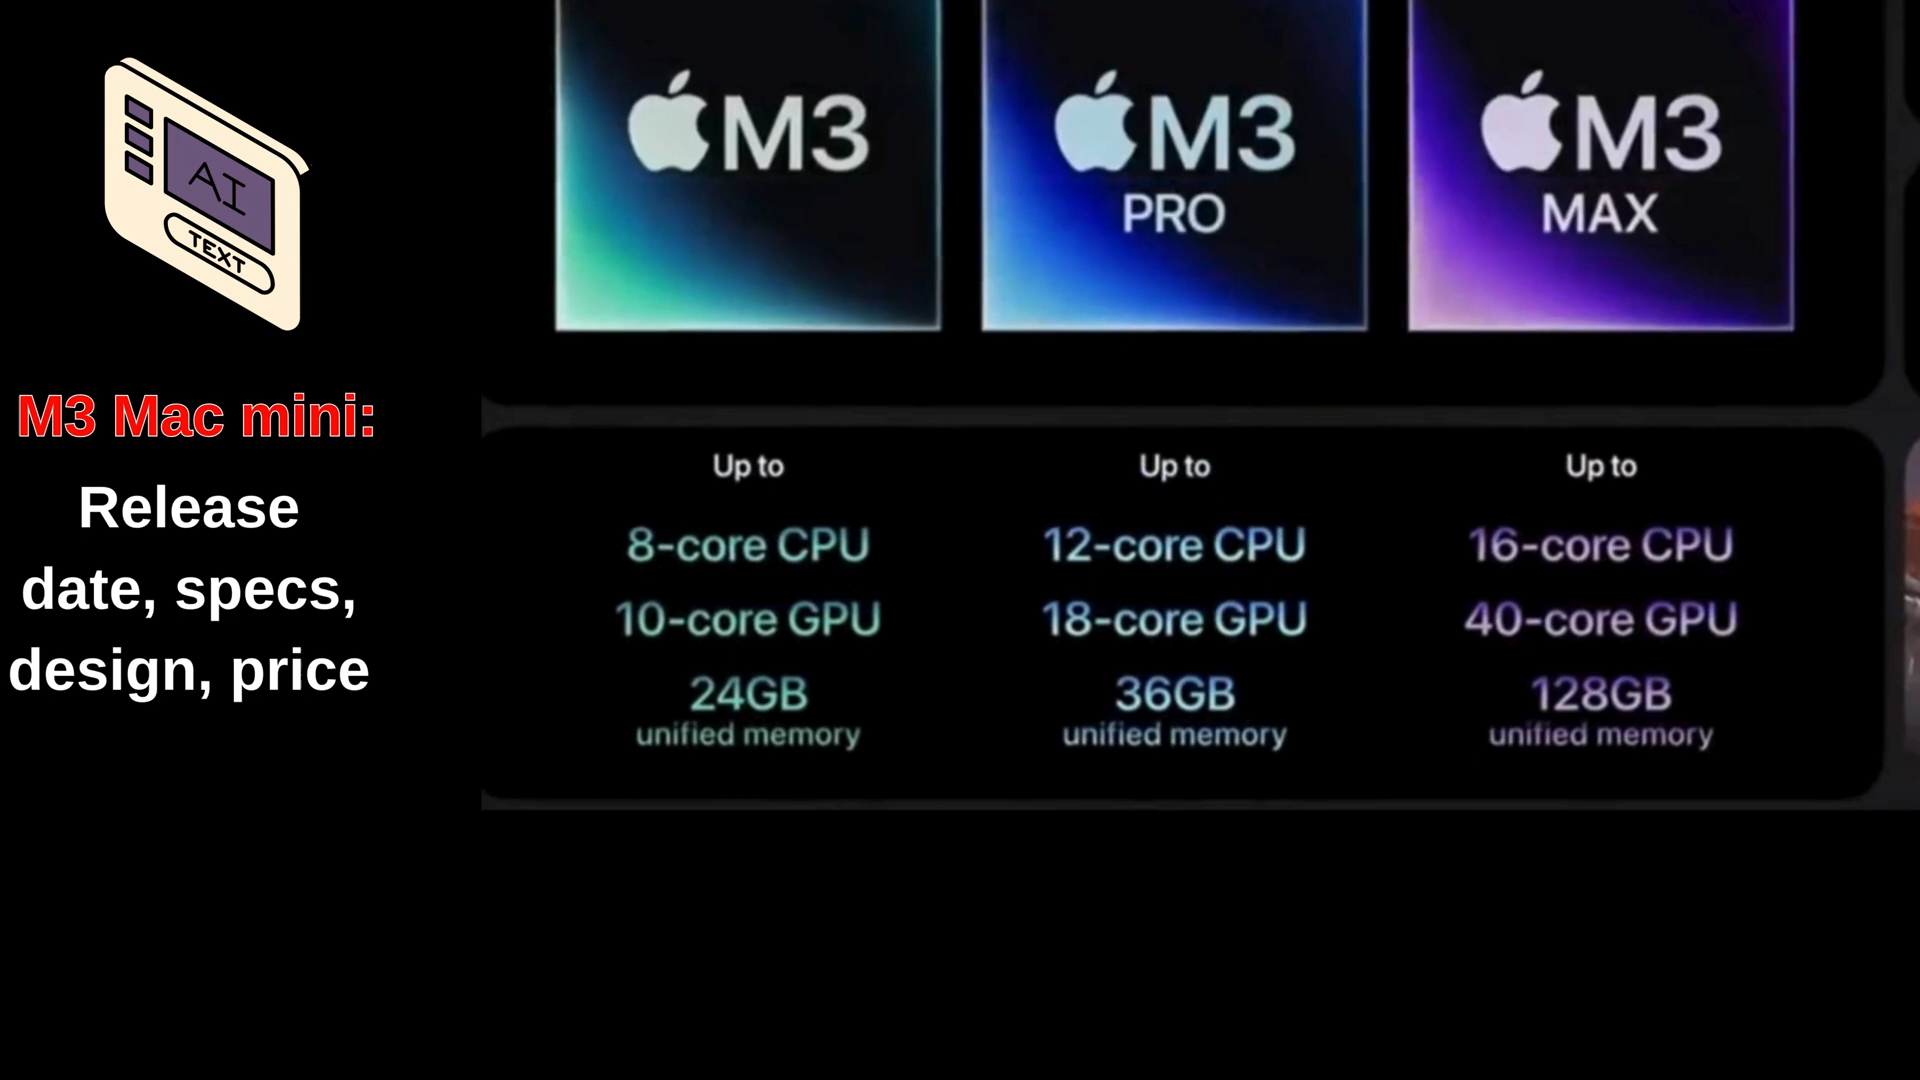 AI
TEXT
M3 Mac mini:
Release
date, specs,
design, price
M3
M3
PRO
M3
MAX
Up to
8-core CPU
10-core GPU
24GB
unified memory
Up to
12-core CPU
18-core GPU
36GB
unified memory
Up to
16-core CPU
40-core GPU
128GB
unified memory